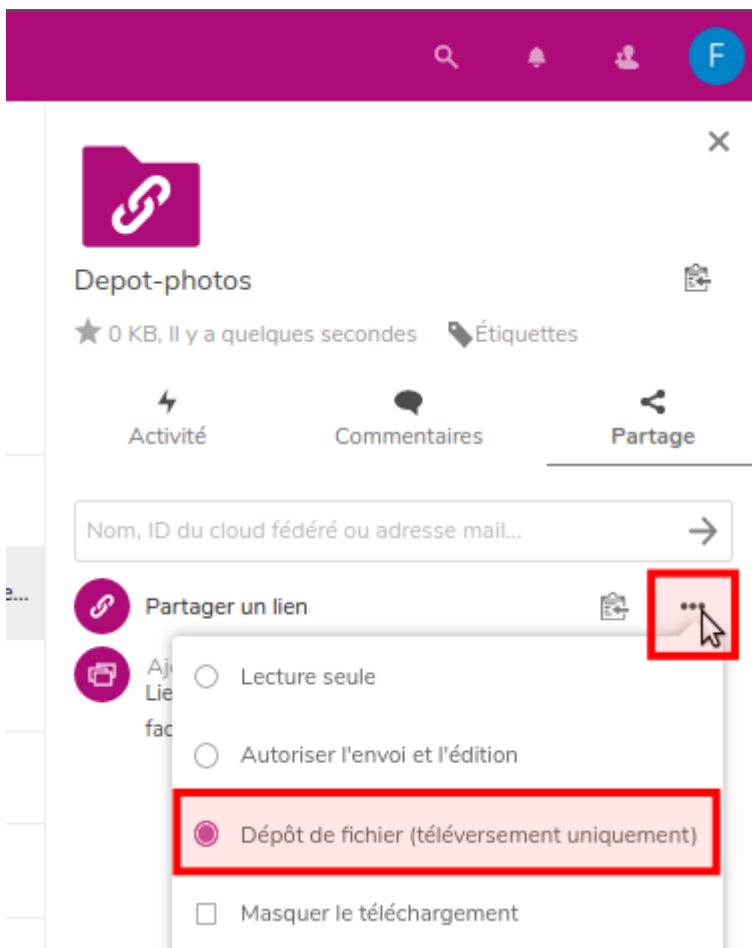 F
Depot-photos
0 KB, Il y a quelques secondes Étiquettes
Activité Commentaires Partage
Nom, ID du cloud fédéré ou adresse mail...
Partager un lien
Lecture seule
Autoriser l'envoi et l'édition
Dépôt de fichier (téléversement uniquement)
Masquer le téléchargement